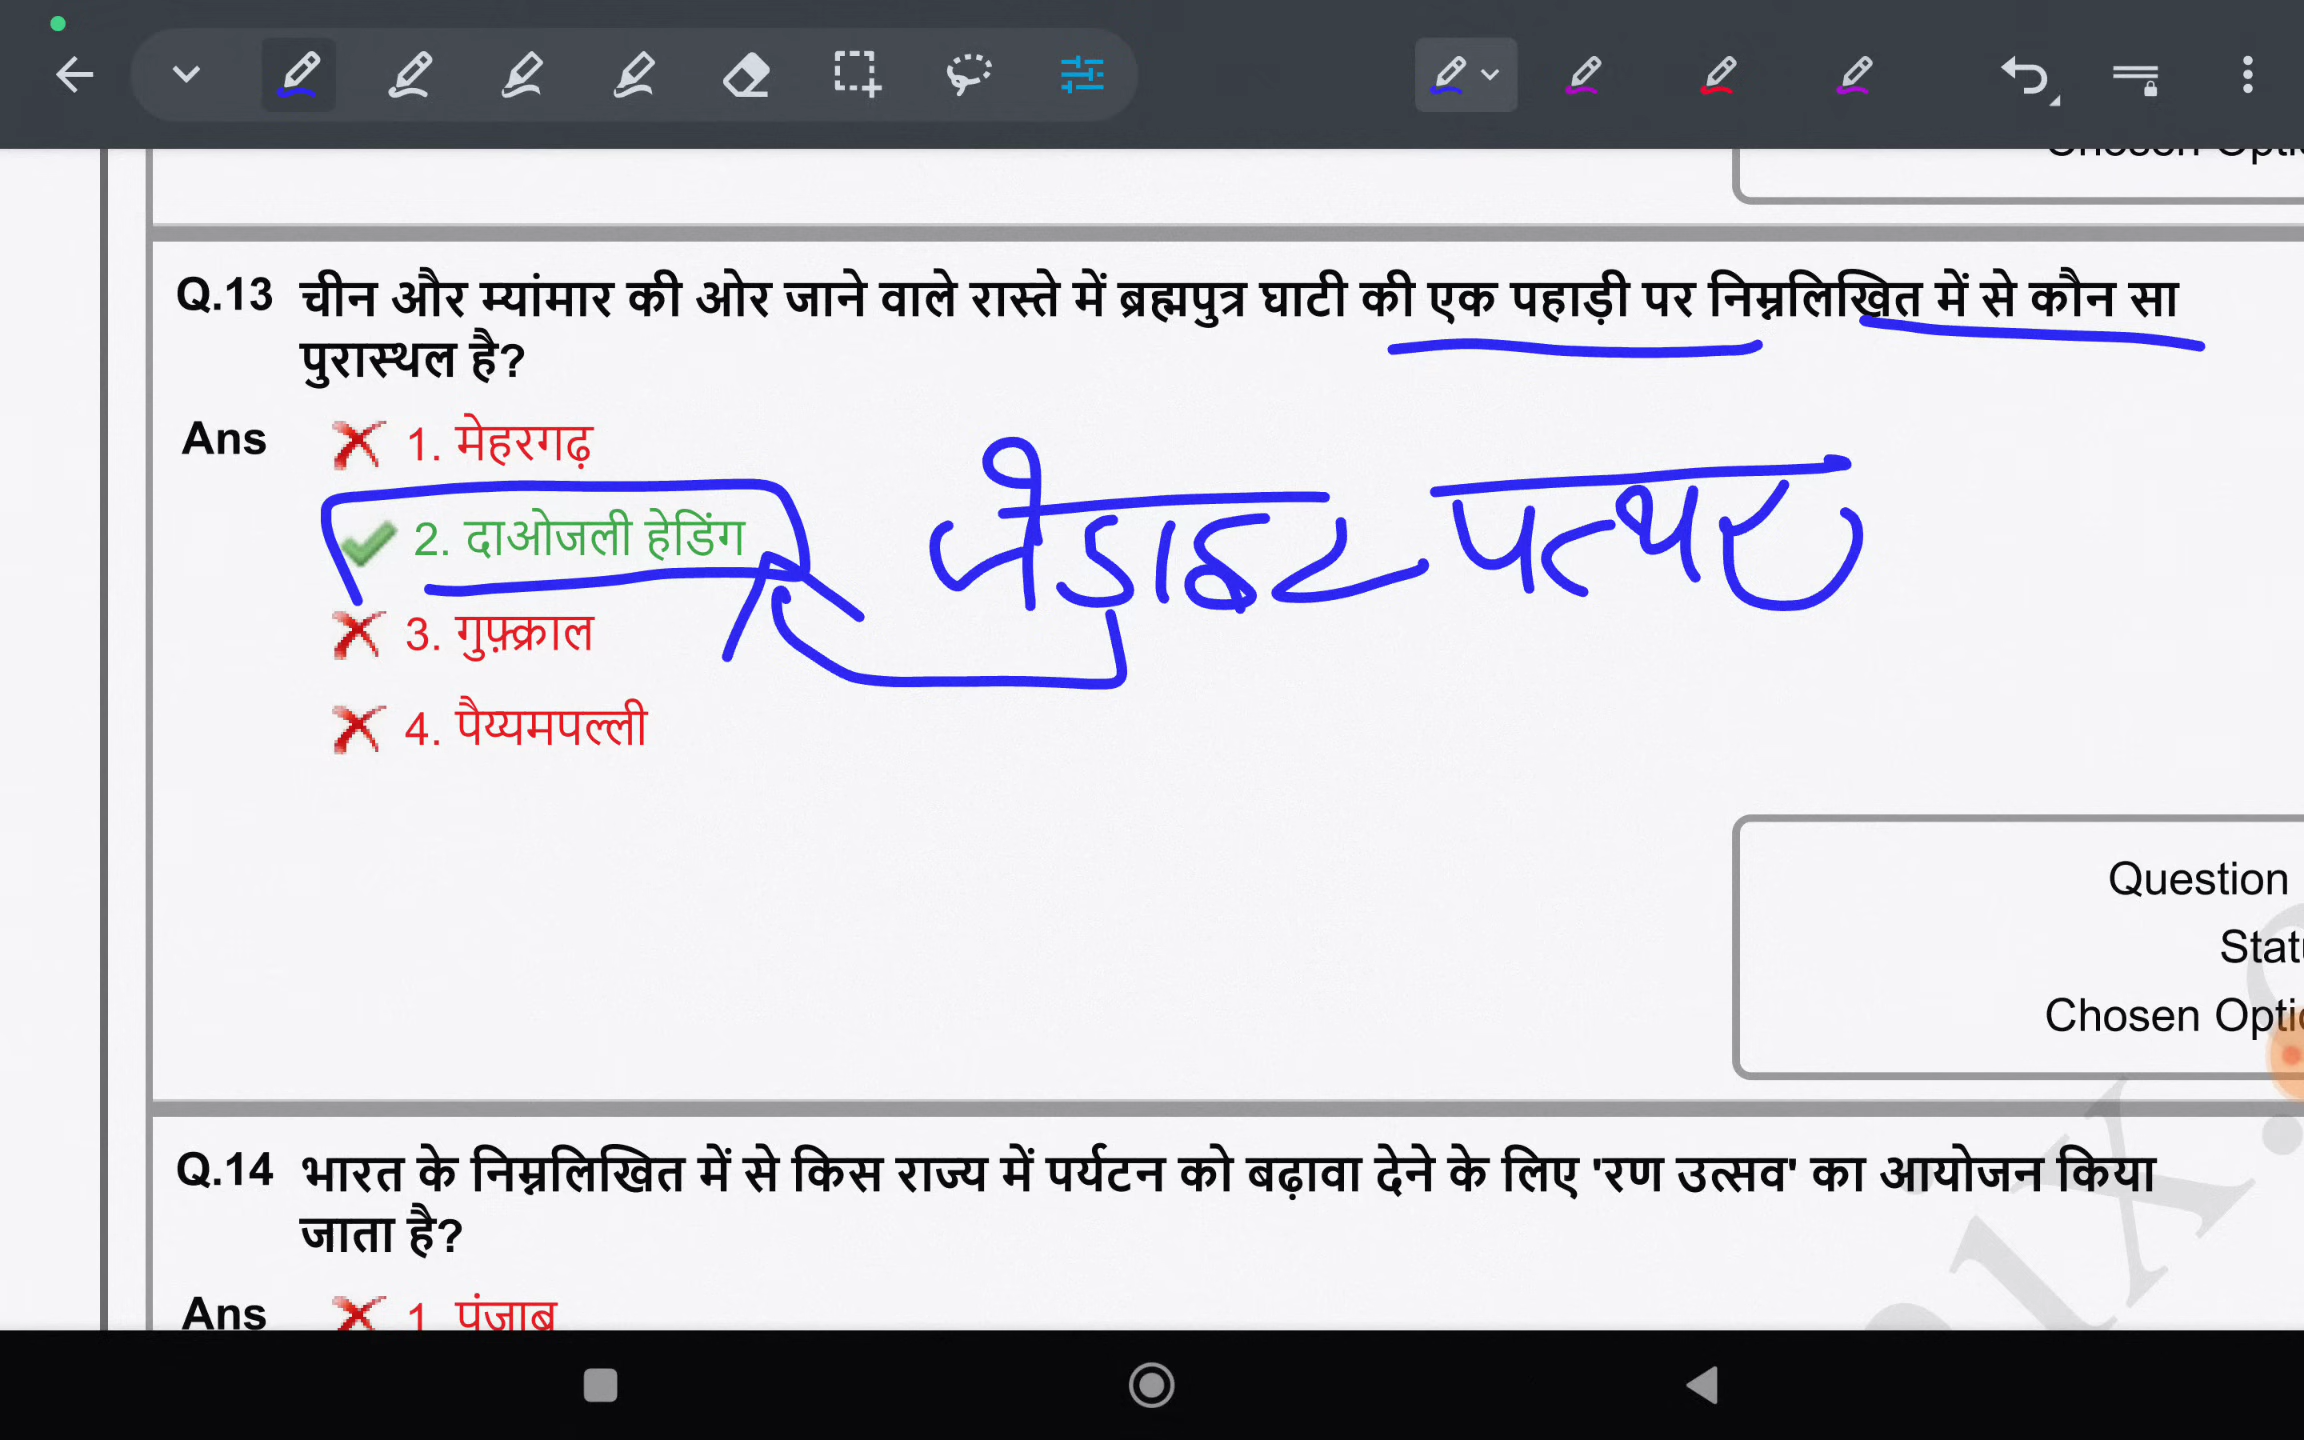 Q.13 चीन और म्यांमार की ओर जाने वाले रास्ते में ब्रह्मपुत्र घाटी की एक पहाड़ी पर निम्नलिखित में से कौन सा
पुरास्थल है?
Ans 1. मेहरगढ़
2. दाओजली हेडिंग
जेडाइट पत्थर
3. गुफ़्क्राल
4. पैय्यमपल्ली
Question
Chosen
Q.14 भारत के निम्नलिखित में से किस राज्य में पर्यटन को बढ़ावा देने के लिए 'रण उत्सव' का आयोजन किया
जाता है?
Ans 1 पंजाब